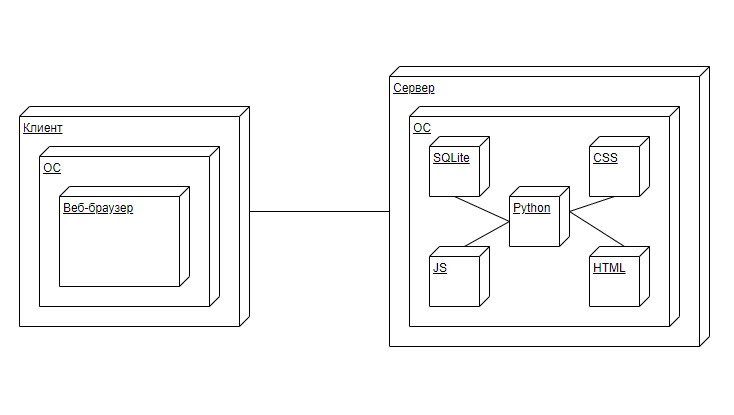 Клиент
ОС
Веб-браузер
Сервер
ОС
SQLite
CSS
Python
JS
HTML